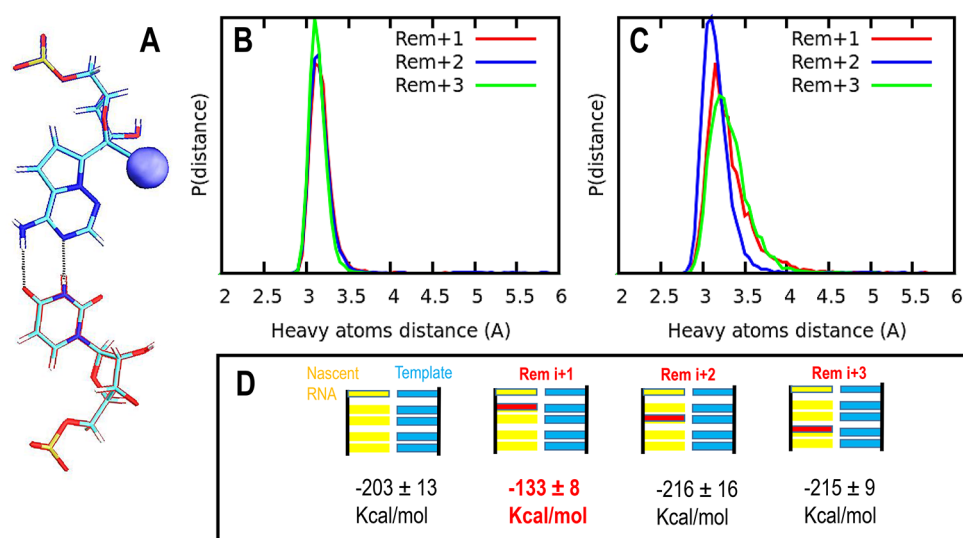 A
B
Rem+1
Rem+2
Rem+3
P(distance)
2 2.5 3 3.5 4 4.5 5 5.5 6
Heavy atoms distance (A)
C
Rem+1
Rem+2
Rem+3
P(distance)
2 2.5 3 3.5 4 4.5 5 5.5 6
Heavy atoms distance (A)
D
Nascent
RNA
Template
Rem i+1
Rem i+2
Rem i+3
-203 ± 13
Kcal/mol
-133 ± 8
Kcal/mol
-216 ± 16
Kcal/mol
-215 ± 9
Kcal/mol